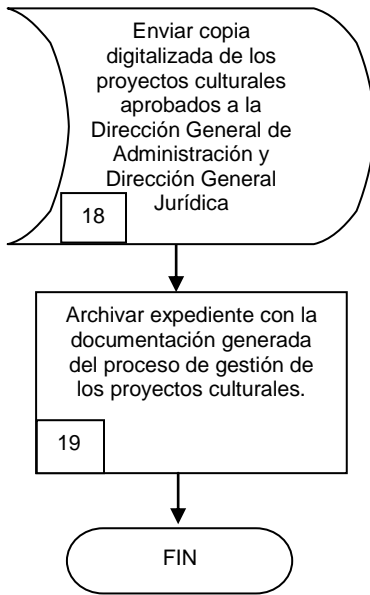 Enviar copia
digitalizada de los
proyectos culturales
aprobados a la
Dirección General de
Administración y
Dirección General
Jurídica
18
Archivar expediente con la
documentación generada
del proceso de gestión de
los proyectos culturales.
19
FIN